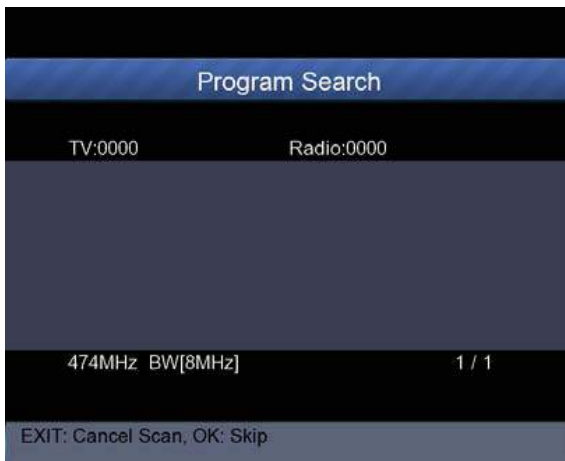 Program Search
TV:0000 Radio:0000
474MHz BW[8MHz] 1 / 1
EXIT: Cancel Scan, OK: Skip